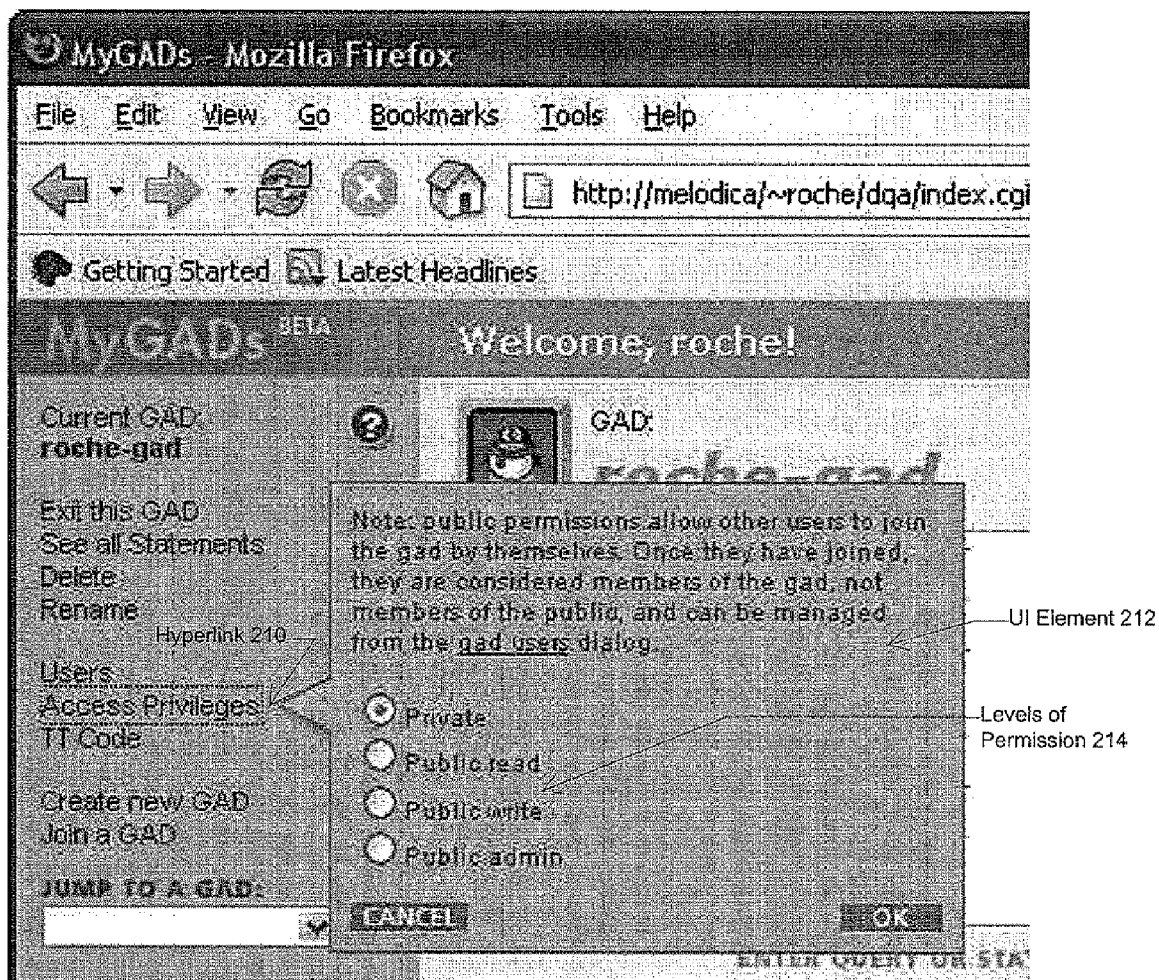 MyGADs - Mozilla Firefox
File Edit View Go Bookmarks Tools Help
http://melodica/~roche/dqa/index.cgi
Getting Started Latest Headlines
MyGADs BETA
Welcome, roche!
Current GAD:
roche-gad
GAD:
roche-gad
Exit this GAD
See all Statements
Delete
Rename
Hyperlink 210
Users
Access Privileges
TT Code
Create new GAD
Join a GAD
JUMP TO A GAD:
Note: public permissions allow other users to join
the gad by themselves. Once they have joined,
they are considered members of the gad, not
members of the public, and can be managed
from the gad users dialog.
Private
Public read
Public write
Public admin
CANCEL OK
UI Element 212
Levels of
Permission 214
ENTER QUERY OR STAT